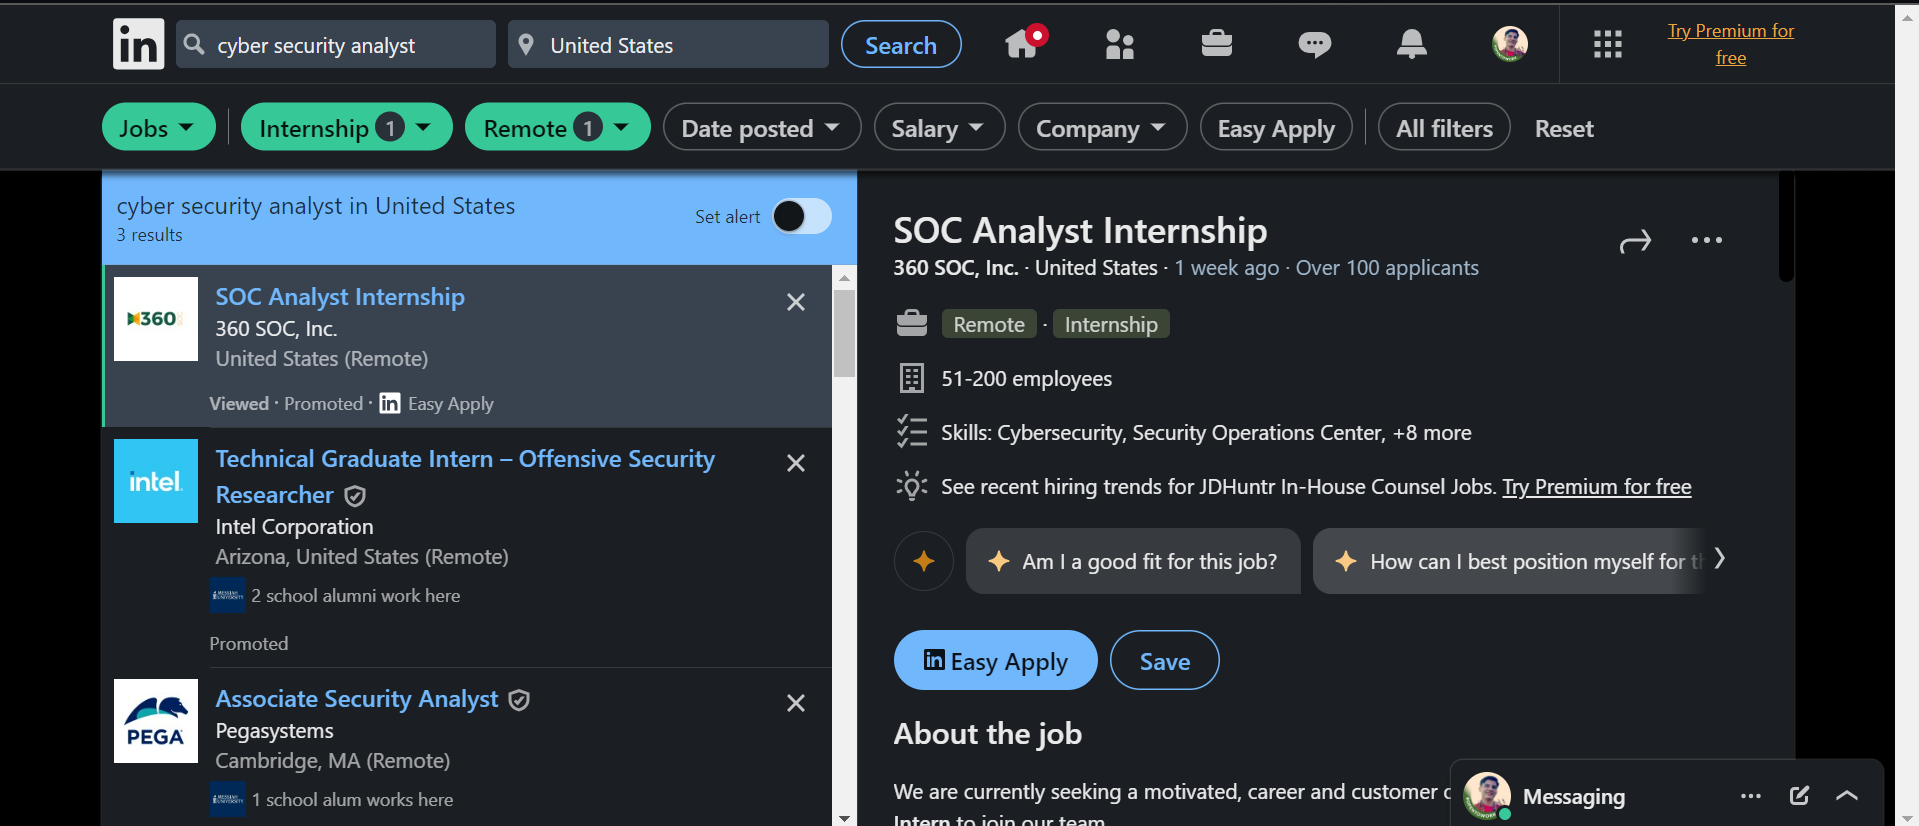 in
cyber security analyst
United States
Search
Try Premium for
free
Jobs
Internship 1
Remote 1
Date posted
Salary
Company
Easy Apply
All filters
Reset
cyber security analyst in United States
3 results
Set alert
360
SOC Analyst Internship
360 SOC, Inc.
United States (Remote)
Viewed · Promoted · in Easy Apply
intel.
Technical Graduate Intern – Offensive Security
Researcher
Intel Corporation
Arizona, United States (Remote)
2 school alumni work here
Promoted
PEGA
Associate Security Analyst
Pegasystems
Cambridge, MA (Remote)
1 school alum works here
SOC Analyst Internship
360 SOC, Inc. · United States · 1 week ago · Over 100 applicants
Remote · Internship
51-200 employees
Skills: Cybersecurity, Security Operations Center, +8 more
See recent hiring trends for JDHuntr In-House Counsel Jobs. Try Premium for free
Am I a good fit for this job?
How can I best position myself for
in Easy Apply
Save
About the job
We are currently seeking a motivated, career and customer
Intern to join our team
Messaging